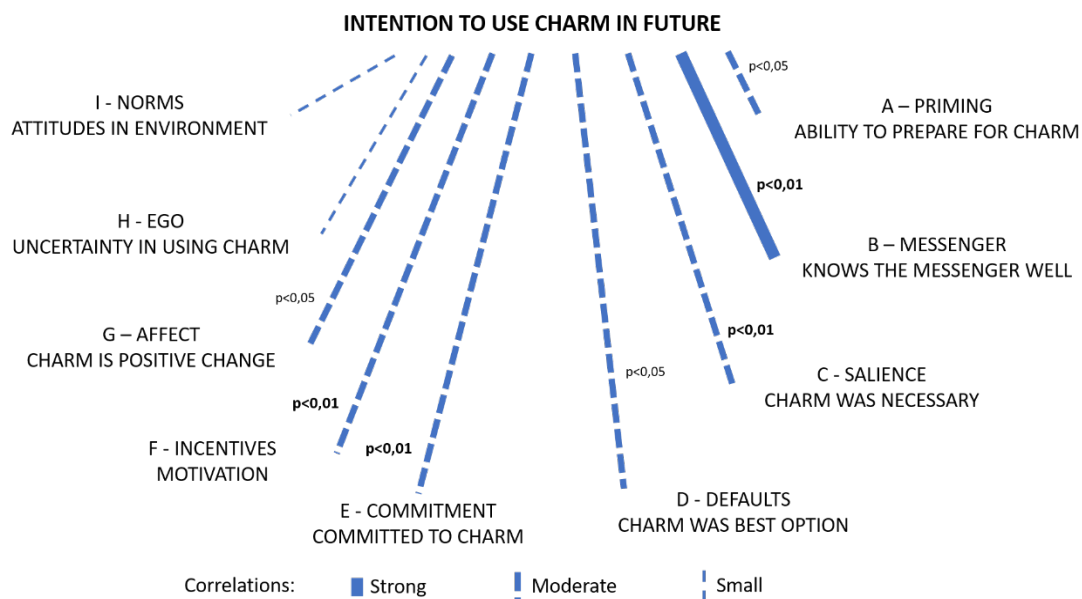 INTENTION TO USE CHARM IN FUTURE
p<0,05
A – PRIMING
ABILITY TO PREPARE FOR CHARM
p<0,01
B – MESSENGER
KNOWS THE MESSENGER WELL
p<0,01
C - SALIENCE
CHARM WAS NECESSARY
p<0,05
D - DEFAULTS
CHARM WAS BEST OPTION
p<0,01
E - COMMITMENT
COMMITTED TO CHARM
p<0,01
F - INCENTIVES
MOTIVATION
p<0,05
G – AFFECT
CHARM IS POSITIVE CHANGE
H - EGO
UNCERTAINTY IN USING CHARM
I - NORMS
ATTITUDES IN ENVIRONMENT
Correlations: Strong Moderate Small